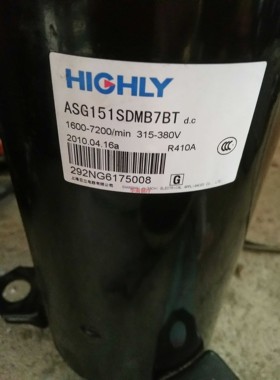 HIGHLY
ASG151SDMB7BT d.c
1600-7200/min 315-380V
2010.04.16a R410A
292NG6175008
G